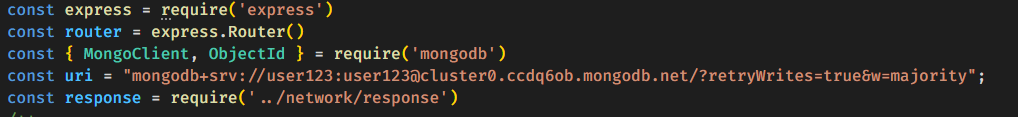 const express = require('express')
const router = express.Router()
const { MongoClient, ObjectId } = require('mongodb')
const uri = "mongodb+srv://user123:user123@cluster0.ccdq6ob.mongodb.net/?retryWrites=true&w=majority";
const response = require('../network/response')